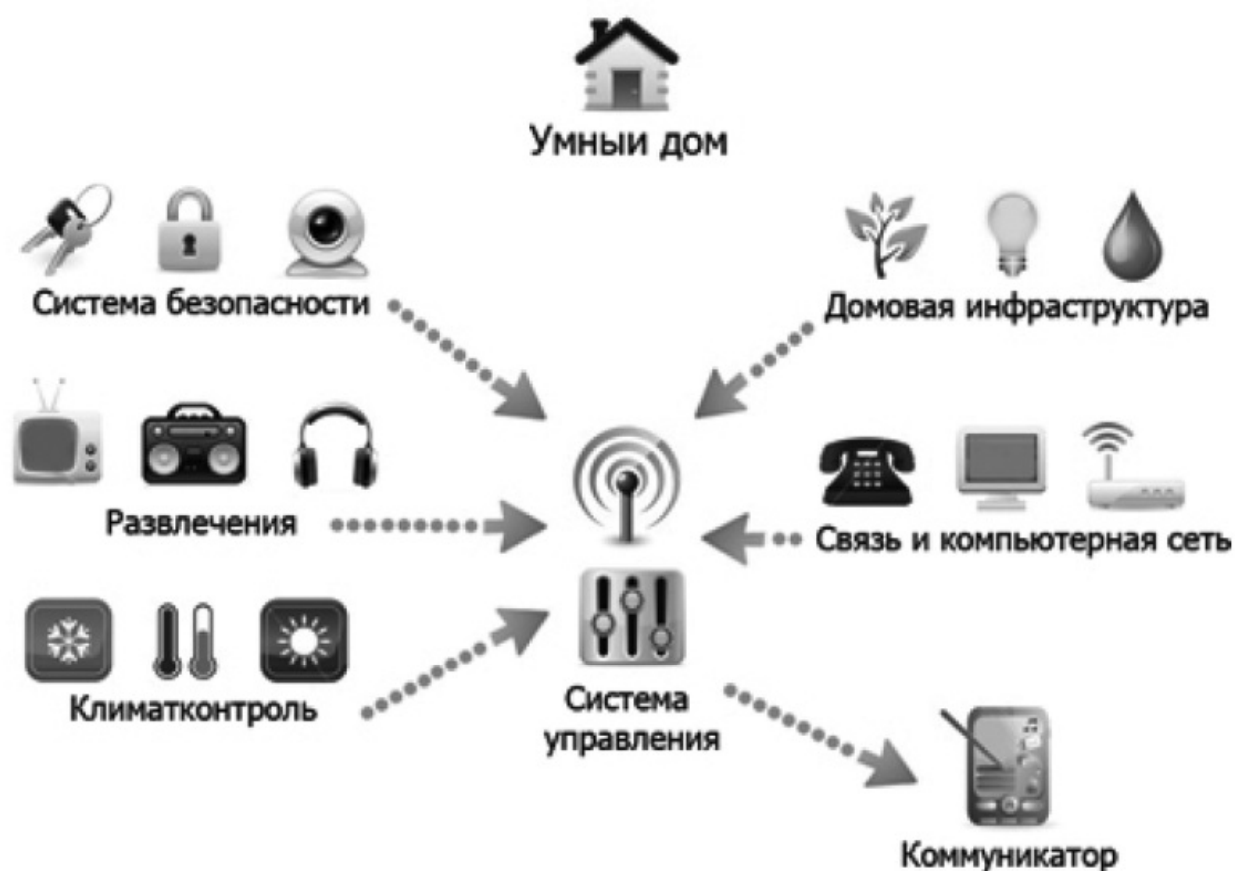 Умныи дом
Система безопасности
Домовая инфраструктура
Развлечения
Связь и компьютерная сеть
Климатконтроль
Система
управления
Коммуникатор